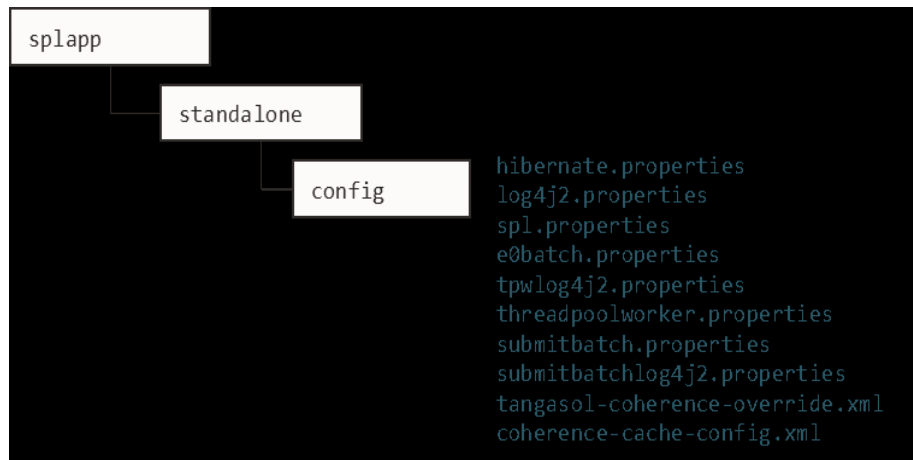 splapp
standalone
config
hibernate.properties
log4j2.properties
spl.properties
e0batch.properties
tpwlog4j2.properties
threadpoolworker.properties
submitbatch.properties
submitbatchlog4j2.properties
tangasol-coherence-override.xml
coherence-cache-config.xml